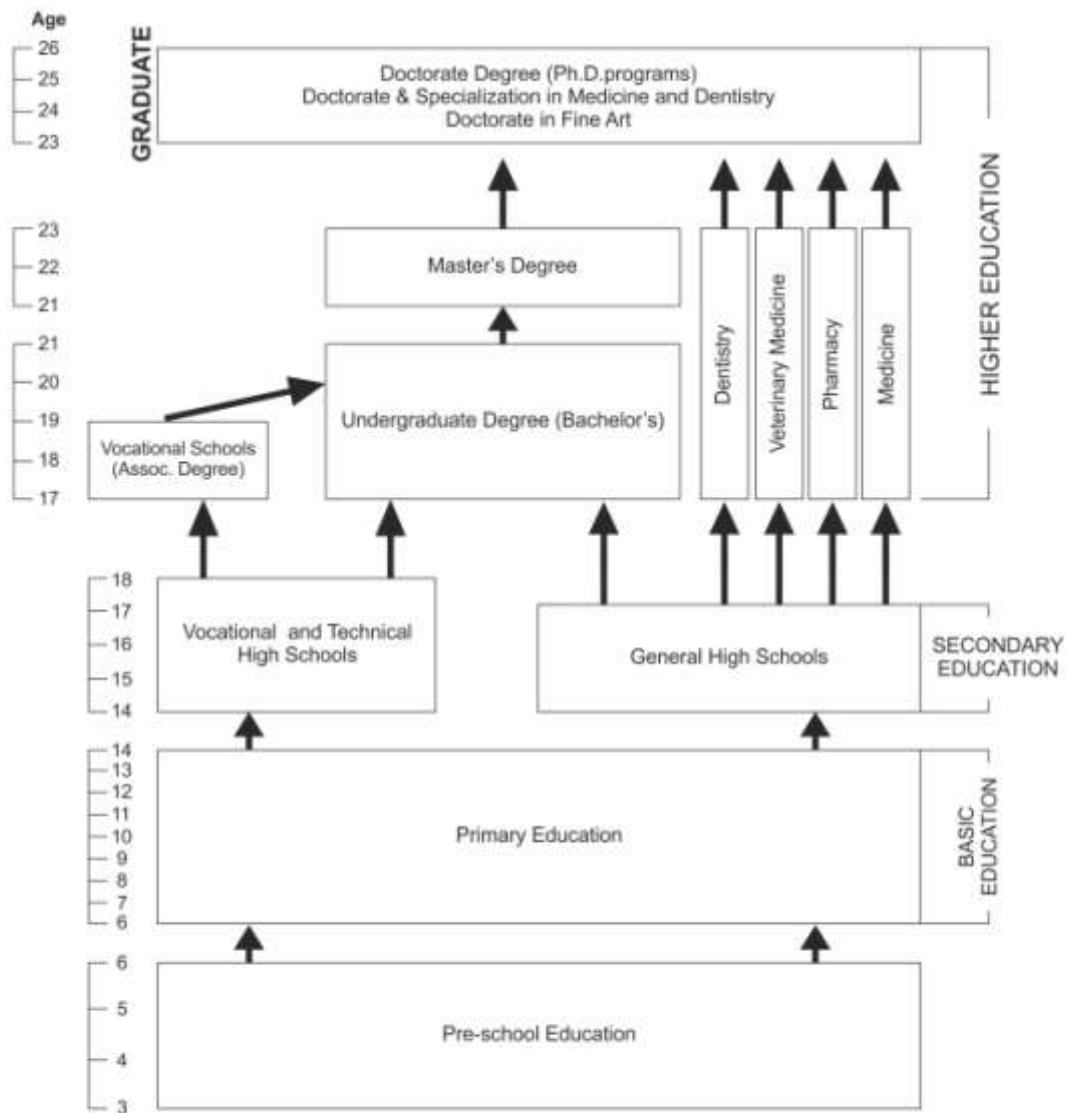 Age
26
25
24
23
GRADUATE
Doctorate Degree (Ph.D.programs)
Doctorate & Specialization in Medicine and Dentistry
Doctorate in Fine Art
HIGHER EDUCATION
23
22
21
Master's Degree
21
20
19
18
17
Vocational Schools
(Assoc. Degree)
Undergraduate Degree (Bachelor's)
Dentistry
Veterinary Medicine
Pharmacy
Medicine
18
17
16
15
14
Vocational and Technical
High Schools
General High Schools
SECONDARY
EDUCATION
14
13
12
11
10
9
8
7
6
Primary Education
BASIC
EDUCATION
6
5
4
3
Pre-school Education